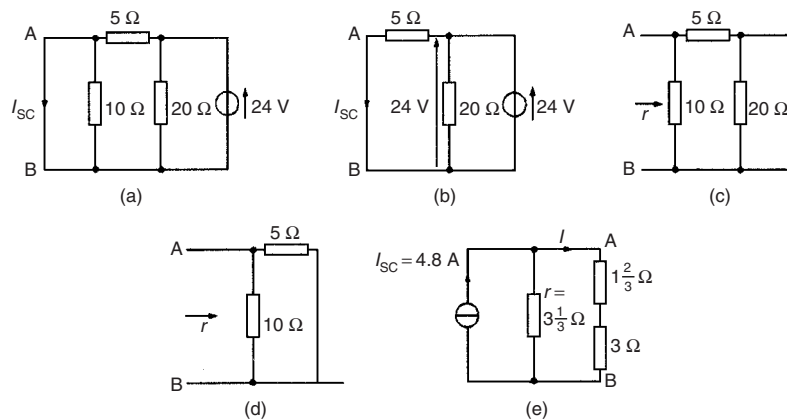 5 Ω
A
I_SC
10 Ω
20 Ω
24 V
B
(a)
5 Ω
A
I_SC
24 V
20 Ω
24 V
B
(b)
5 Ω
A
r
10 Ω
20 Ω
B
(c)
5 Ω
A
r
10 Ω
B
(d)
I
A
I_SC = 4.8 A
r =
3 1/3 Ω
1 2/3 Ω
3 Ω
B
(e)